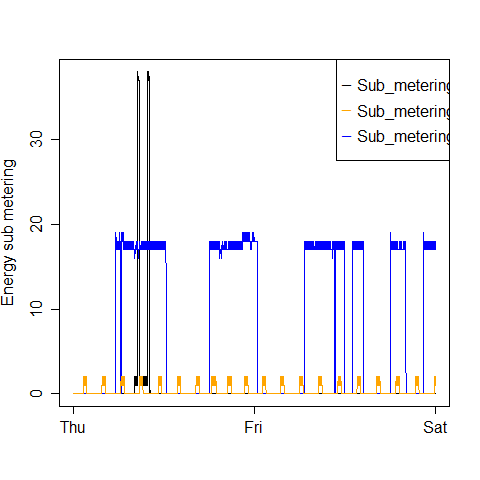 Sub_metering
Sub_metering
Sub_metering
Energy sub metering
30
20
10
0
Thu
Fri
Sat